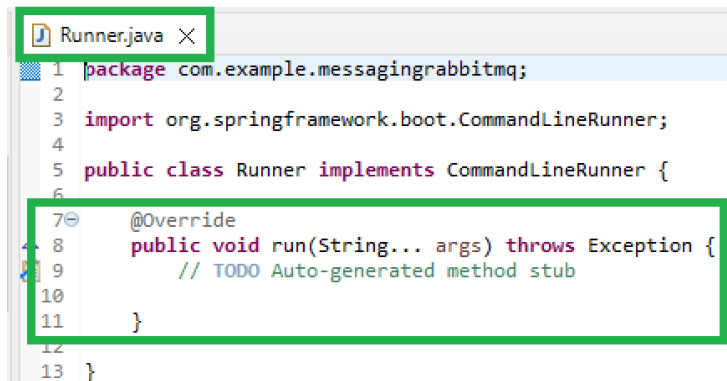 Runner.java
1 package com.example.messagingrabbitmq;
2
3 import org.springframework.boot.CommandLineRunner;
4
5 public class Runner implements CommandLineRunner {
6
7 @Override
8 public void run(String... args) throws Exception {
9 // TODO Auto-generated method stub
10
11 }
12
13 }